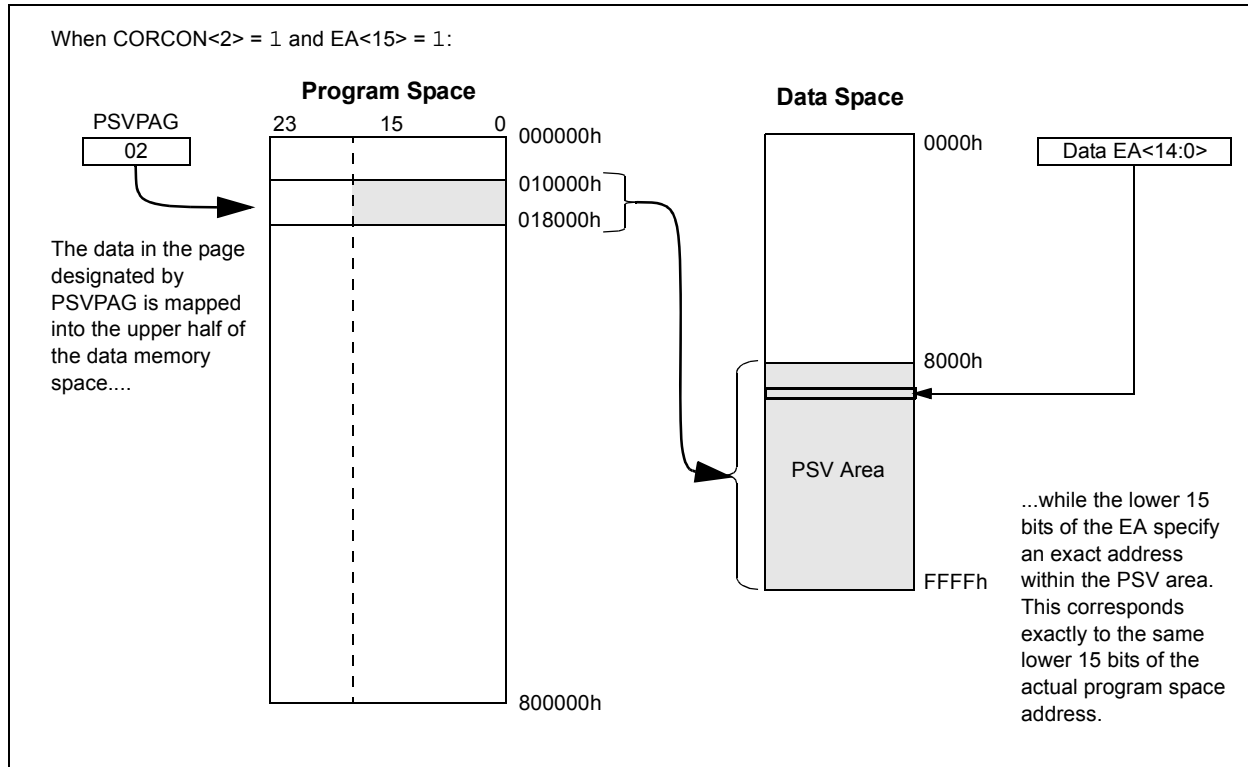 When CORCON<2> = 1 and EA<15> = 1:
Program Space
PSVPAG
02
23 15 0
000000h
010000h
018000h
800000h
The data in the page
designated by
PSVPAG is mapped
into the upper half of
the data memory
space....
Data Space
0000h
8000h
PSV Area
FFFFh
Data EA<14:0>
...while the lower 15
bits of the EA specify
an exact address
within the PSV area.
This corresponds
exactly to the same
lower 15 bits of the
actual program space
address.